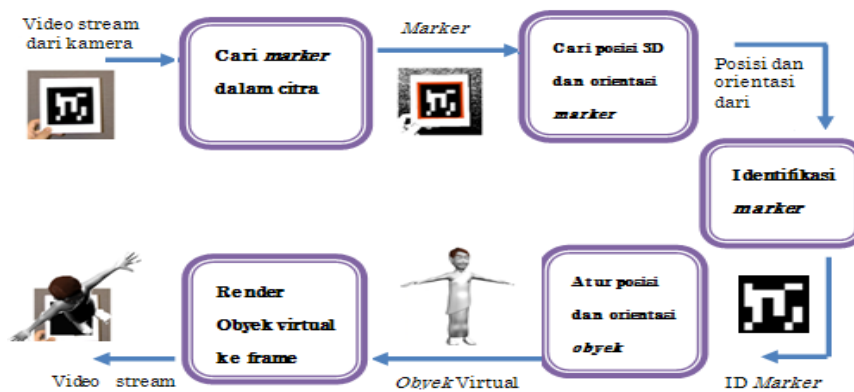 Video stream
dari kamera
Cari marker
dalam citra
Marker
Cari posisi 3D
dan orientasi
marker
Posisi dan
orientasi
dari
Identifikasi
marker
ID Marker
Atur posisi
dan orientasi
obyek
Obyek Virtual
Render
Obyek virtual
ke frame
Video stream